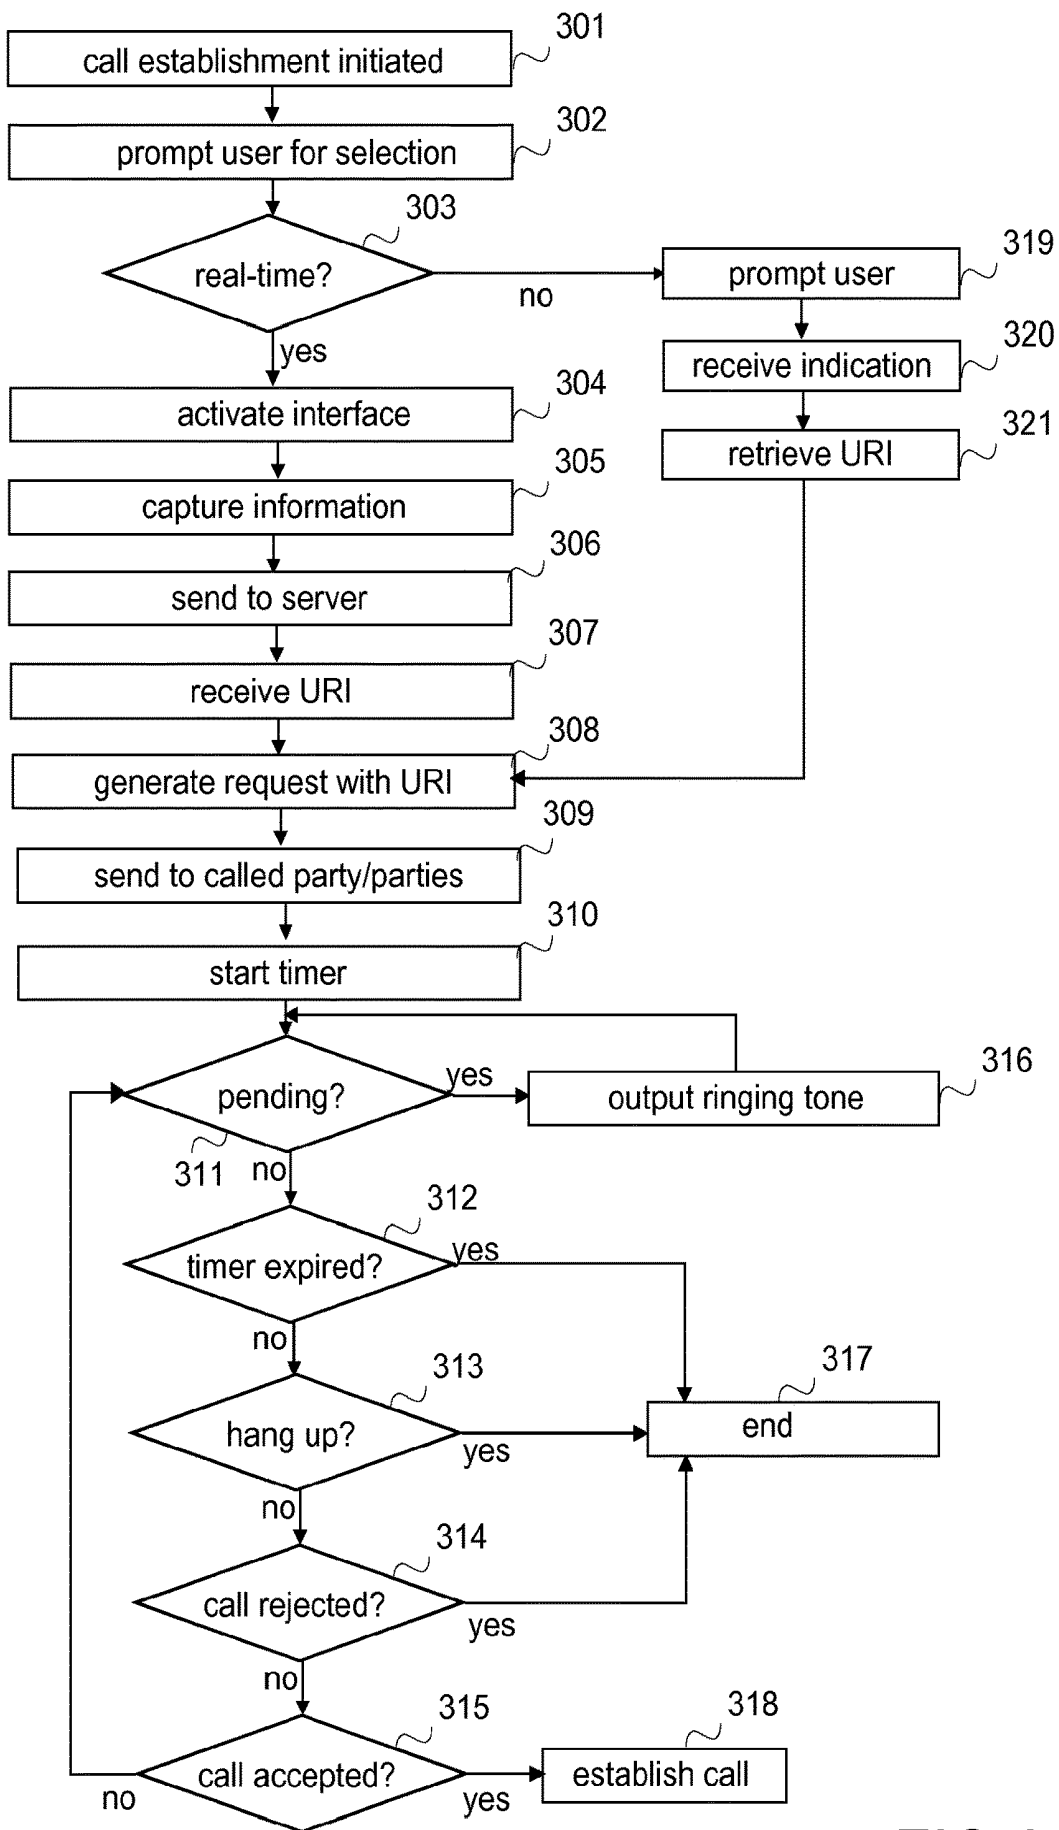 301
call establishment initiated
302
prompt user for selection
303
real-time?
no
yes
319
prompt user
320
receive indication
321
retrieve URI
304
activate interface
305
capture information
306
send to server
307
receive URI
308
generate request with URI
309
send to called party/parties
310
start timer
pending?
yes
311
no
316
output ringing tone
312
timer expired?
yes
no
313
hang up?
yes
no
317
end
314
call rejected?
yes
no
315
call accepted?
no
yes
318
establish call